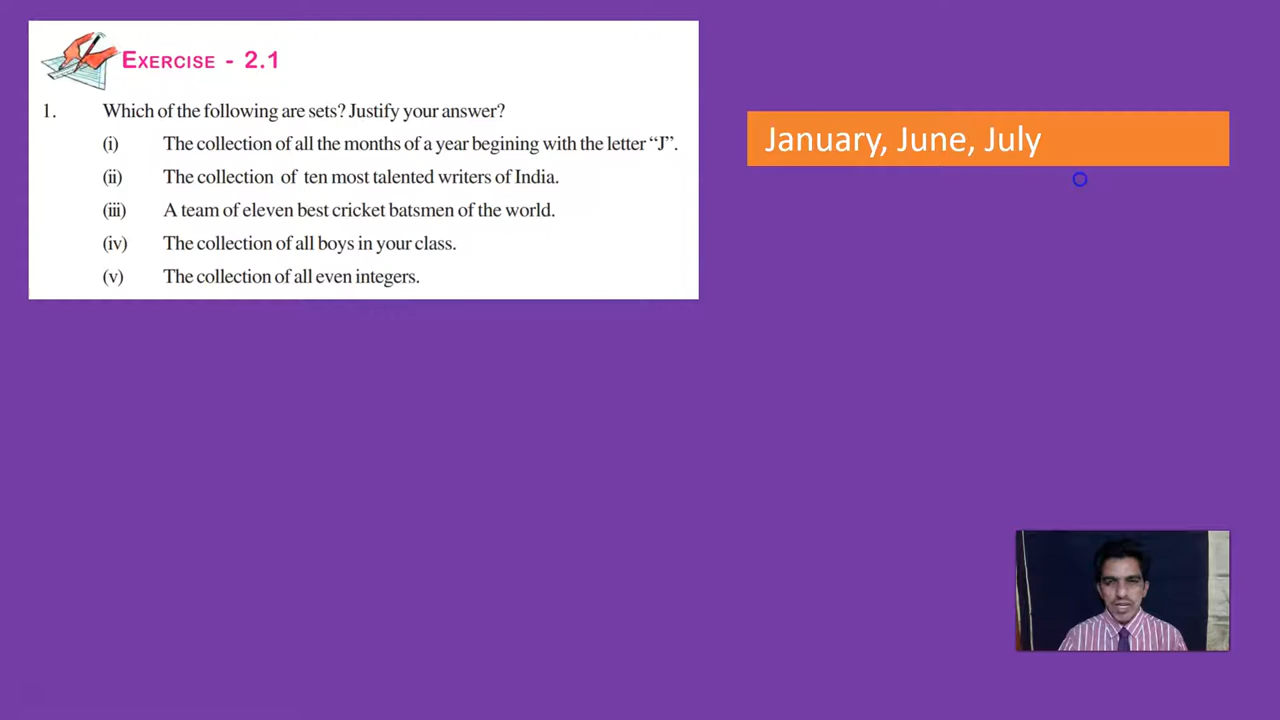 EXERCISE - 2.1
1. Which of the following are sets? Justify your answer?
(i) The collection of all the months of a year begining with the letter “J”.
(ii) The collection of ten most talented writers of India.
(iii) A team of eleven best cricket batsmen of the world.
(iv) The collection of all boys in your class.
(v) The collection of all even integers.
January, June, July